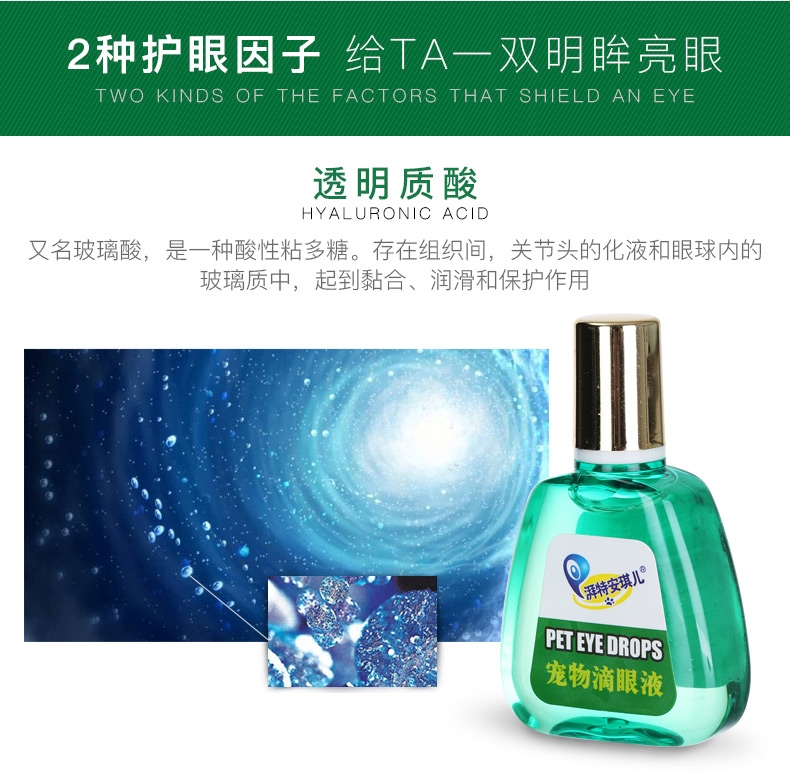 2种护眼因子 给TA一双明眸亮眼
TWO KINDS OF THE FACTORS THAT SHIELD AN EYE
透明质酸
HYALURONIC ACID
又名玻璃酸，是一种酸性粘多糖。存在组织间，关节头的化液和眼球内的
玻璃质中，起到黏合、润滑和保护作用
湃特安琪儿®
PET EYE DROPS
宠物滴眼液